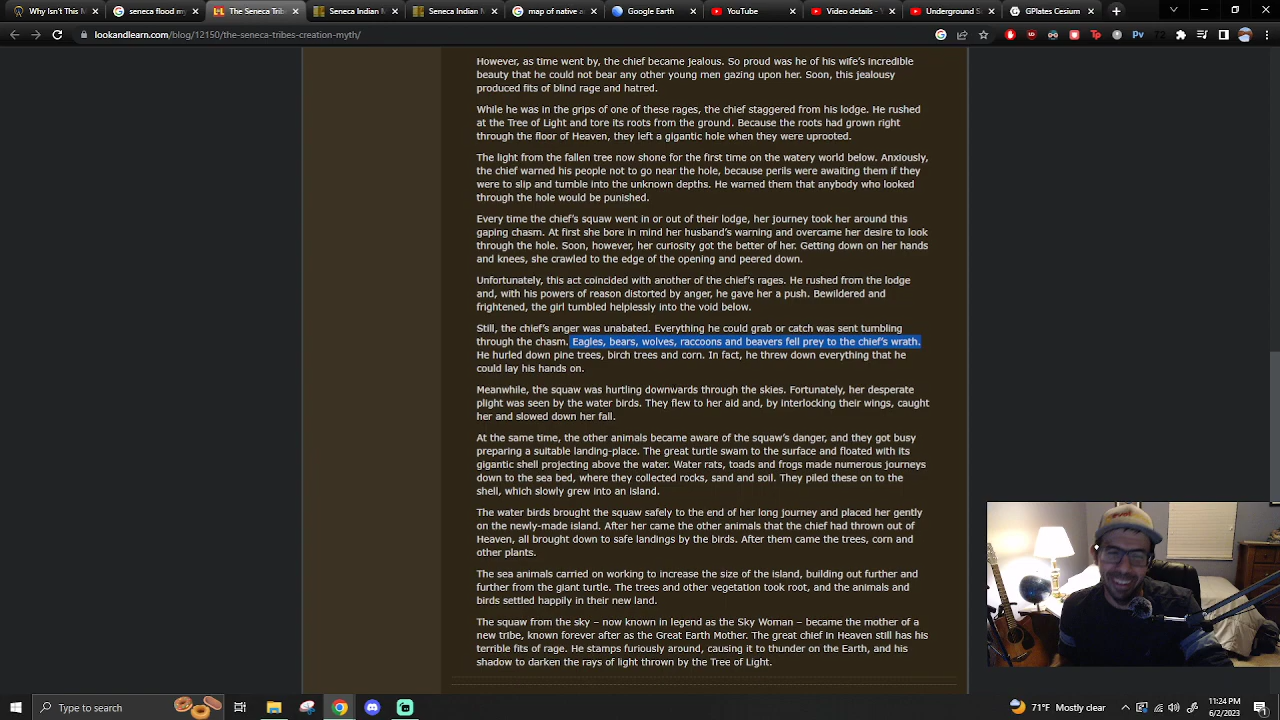 Why Isn't This M
seneca flood my
The Seneca Trib
Seneca Indian M
Seneca Indian M
map of native a
Google Earth
YouTube
Video details -
Underground S
GPlates Cesium
lookandlearn.com/blog/12150/the-seneca-tribes-creation-myth/
However, as time went by, the chief became jealous. So proud was he of his wife's incredible
beauty that he could not bear any other young men gazing upon her. Soon, this jealousy
produced fits of blind rage and hatred.
While he was in the grips of one of these rages, the chief staggered from his lodge. He rushed
at the Tree of Light and tore its roots from the ground. Because the roots had grown right
through the floor of Heaven, they left a gigantic hole when they were uprooted.
The light from the fallen tree now shone for the first time on the watery world below. Anxiously,
the chief warned his people not to go near the hole, because perils were awaiting them if they
were to slip and tumble into the unknown depths. He warned them that anybody who looked
through the hole would be punished.
Every time the chief's squaw went in or out of their lodge, her journey took her around this
gaping chasm. At first she bore in mind her husband's warning and overcame her desire to look
through the hole. Soon, however, her curiosity got the better of her. Getting down on her hands
and knees, she crawled to the edge of the opening and peered down.
Unfortunately, this act coincided with another of the chief's rages. He rushed from the lodge
and, with his powers of reason distorted by anger, he gave her a push. Bewildered and
frightened, the girl tumbled helplessly into the void below.
Still, the chief's anger was unabated. Everything he could grab or catch was sent tumbling
through the chasm. Eagles, bears, wolves, raccoons and beavers fell prey to the chief's wrath.
He hurled down pine trees, birch trees and corn. In fact, he threw down everything that he
could lay his hands on.
Meanwhile, the squaw was hurtling downwards through the skies. Fortunately, her desperate
plight was seen by the water birds. They flew to her aid and, by interlocking their wings, caught
her and slowed down her fall.
At the same time, the other animals became aware of the squaw's danger, and they got busy
preparing a suitable landing-place. The great turtle swam to the surface and floated with its
gigantic shell projecting above the water. Water rats, toads and frogs made numerous journeys
down to the sea bed, where they collected rocks, sand and soil. They piled these on to the
shell, which slowly grew into an island.
The water birds brought the squaw safely to the end of her long journey and placed her gently
on the newly-made island. After her came the other animals that the chief had thrown out of
Heaven, all brought down to safe landings by the birds. After them came the trees, corn and
other plants.
The sea animals carried on working to increase the size of the island, building out further and
further from the giant turtle. The trees and other vegetation took root, and the animals and
birds settled happily in their new land.
The squaw from the sky – now known in legend as the Sky Woman – became the mother of a
new tribe, known forever after as the Great Earth Mother. The great chief in Heaven still has his
terrible fits of rage. He stamps furiously around, causing it to thunder on the Earth, and his
shadow to darken the rays of light thrown by the Tree of Light.
Type here to search
71°F Mostly clear
11:24 PM
6/2/2023